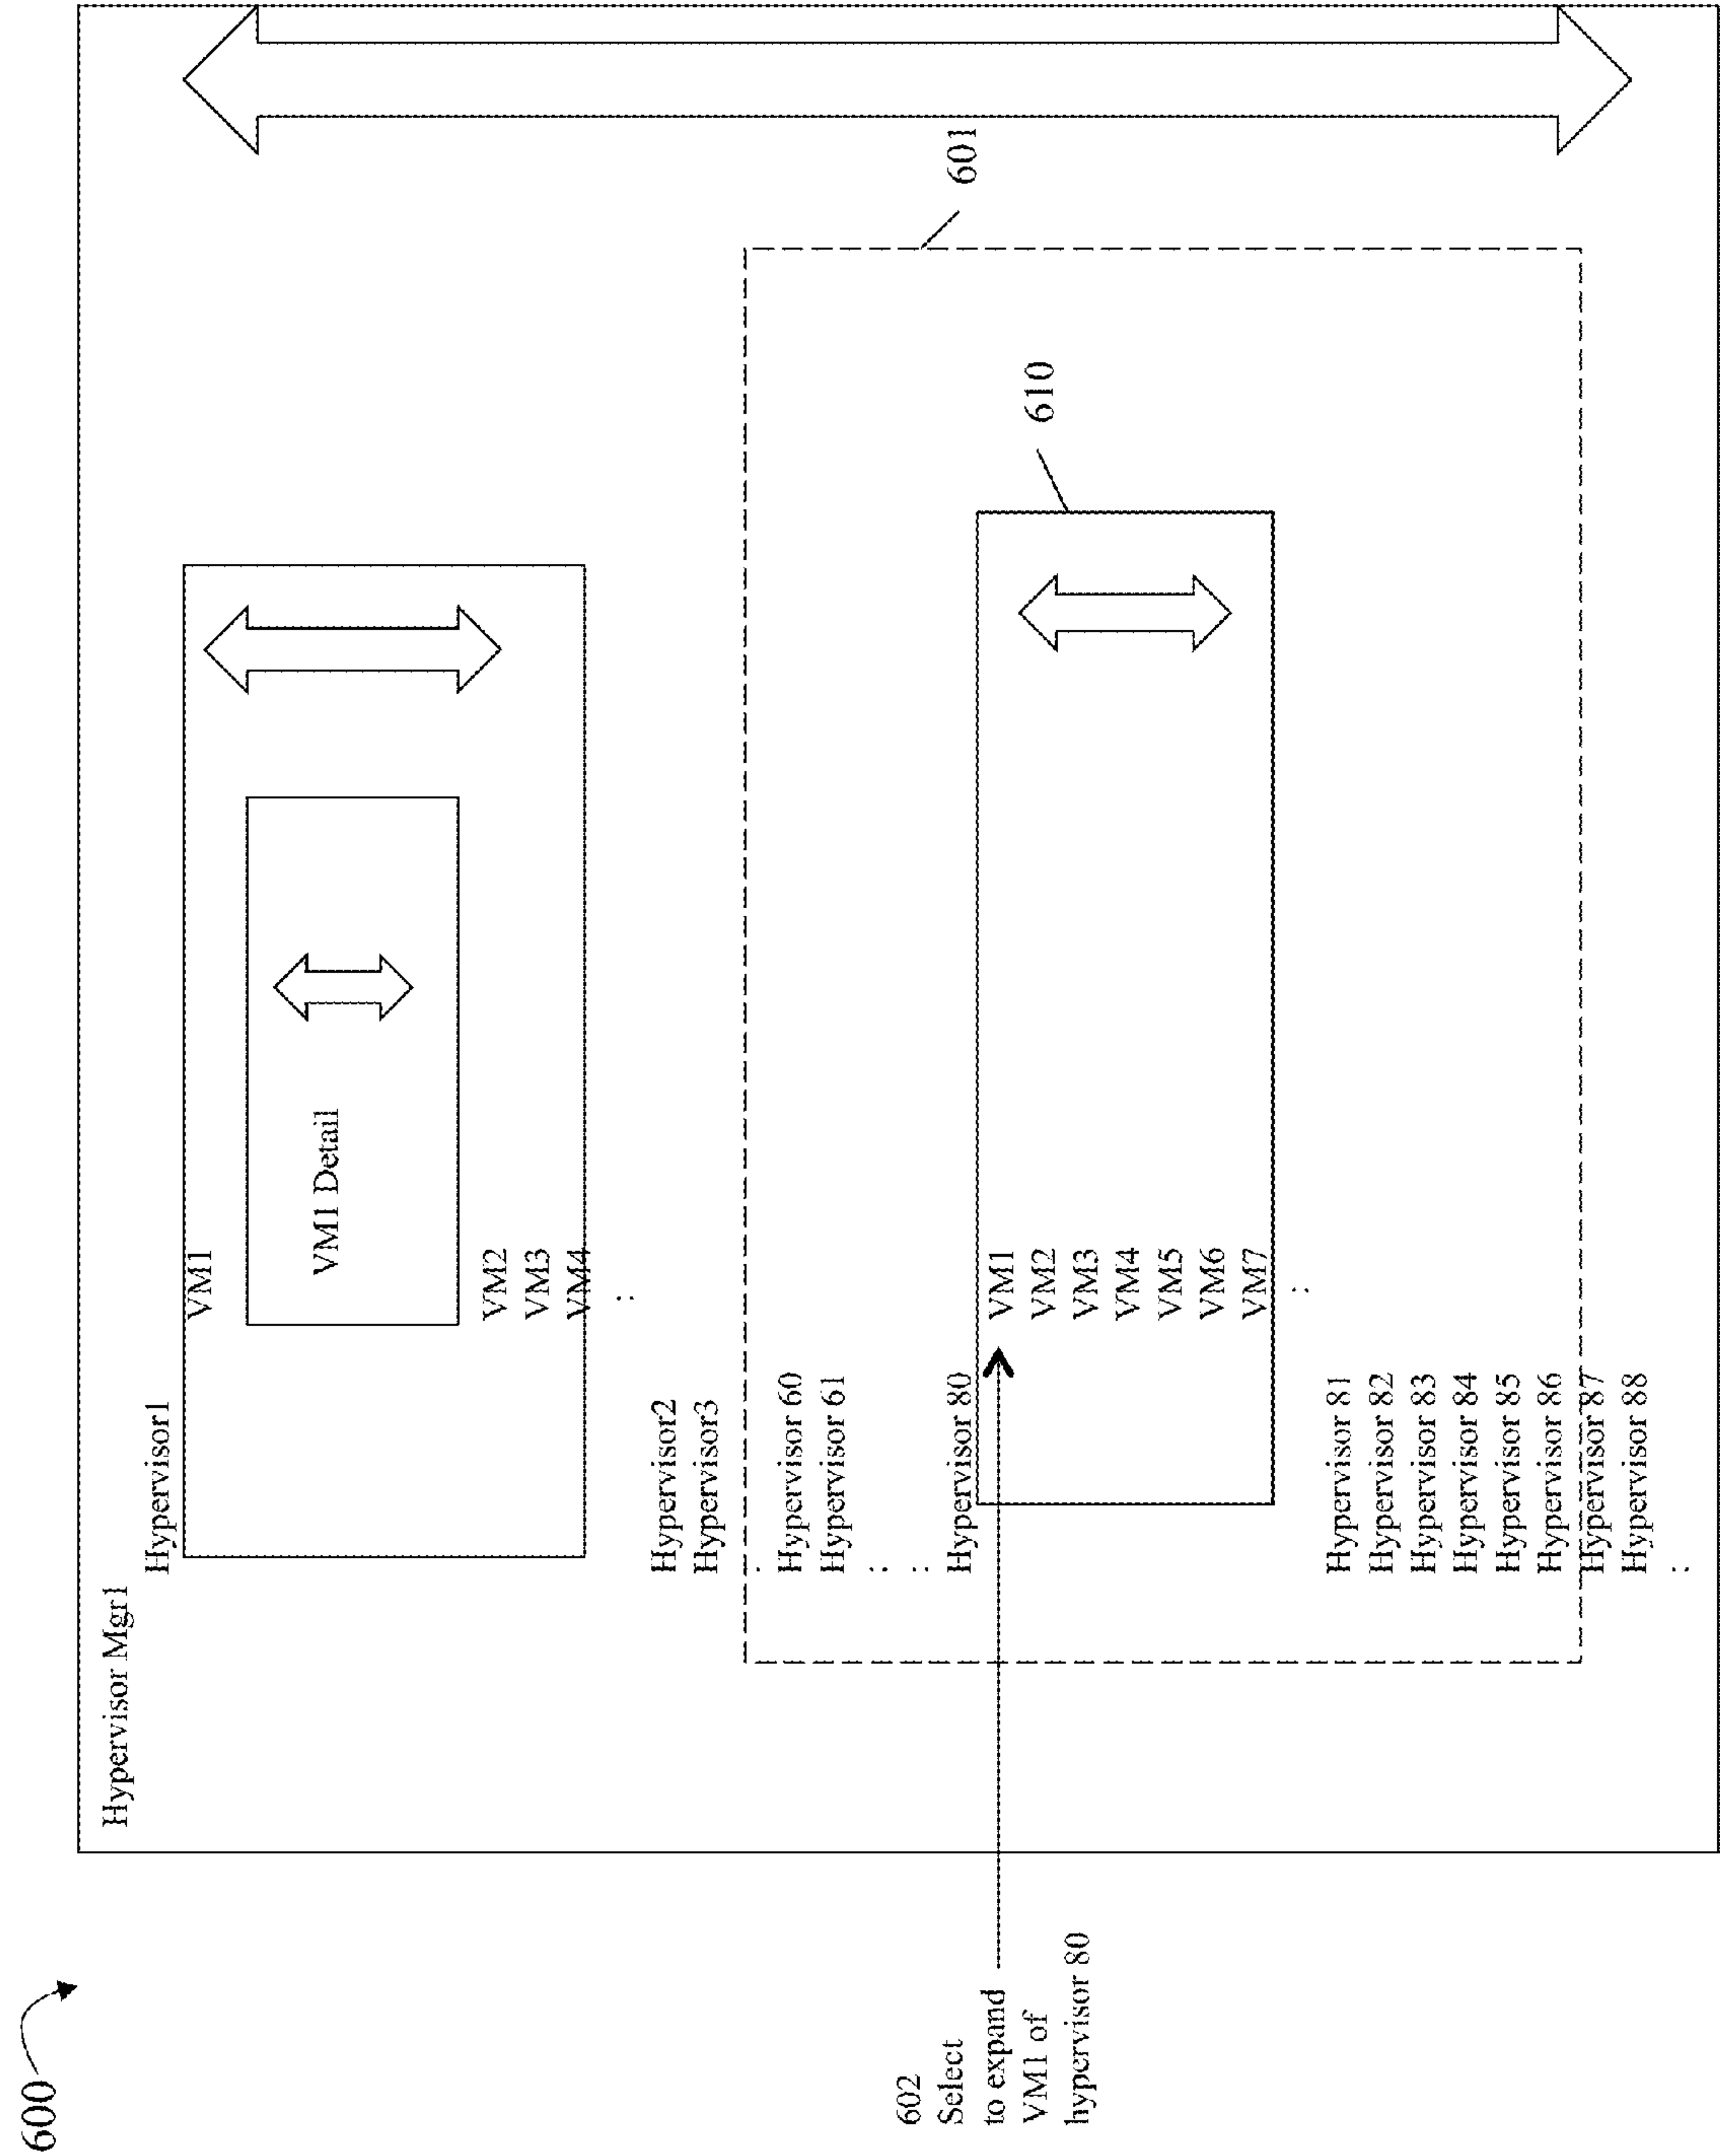 600
Hypervisor Mgr1
Hypervisor1
VM1
VM1 Detail
VM2
VM3
VM4
:
Hypervisor2
Hypervisor3
:
601
Hypervisor 60
Hypervisor 61
:
:
Hypervisor 80
610
602
Select
to expand
VM1 of
hypervisor 80
VM1
VM2
VM3
VM4
VM5
VM6
VM7
:
Hypervisor 81
Hypervisor 82
Hypervisor 83
Hypervisor 84
Hypervisor 85
Hypervisor 86
Hypervisor 87
Hypervisor 88
: